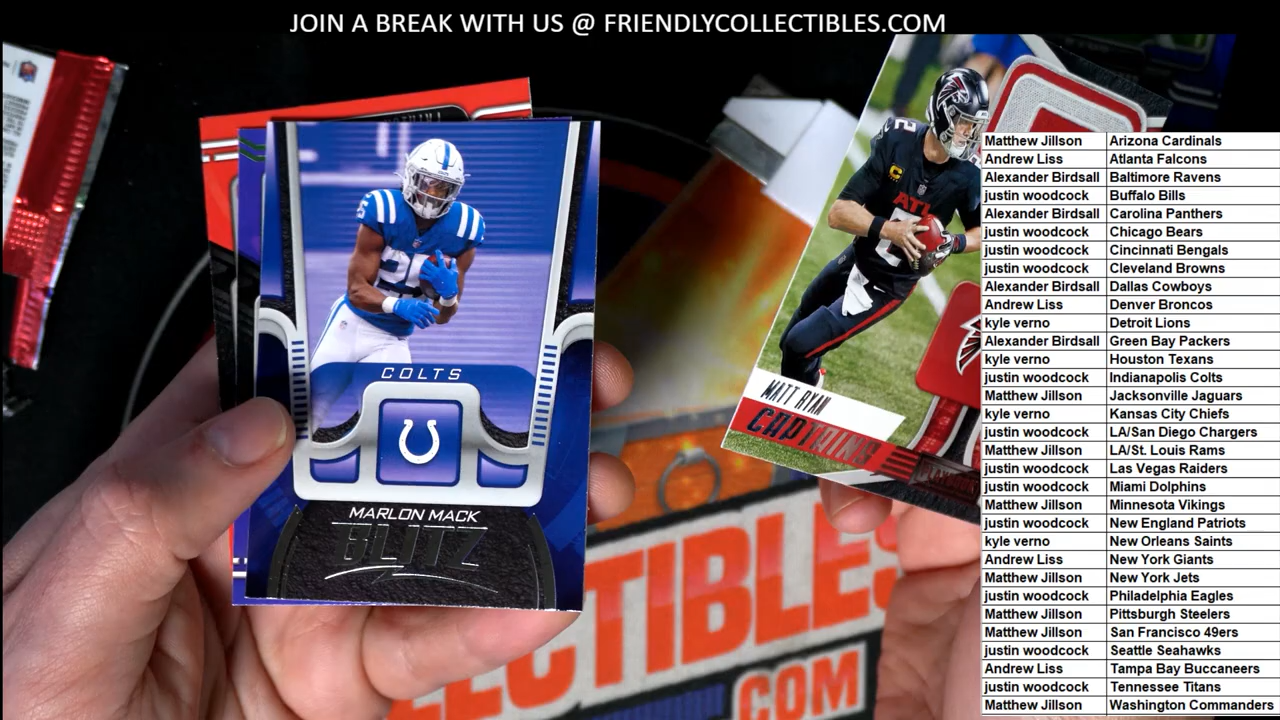 JOIN A BREAK WITH US @ FRIENDLYCOLLECTIBLES.COM
COLTS
MARLON MACK
BLITZ
25
2
C
ATL
2
MATT RYAN
CAPTAINS
ECTIBLES
.COM
Matthew Jillson Arizona Cardinals
Andrew Liss Atlanta Falcons
Alexander Birdsall Baltimore Ravens
justin woodcock Buffalo Bills
Alexander Birdsall Carolina Panthers
justin woodcock Chicago Bears
justin woodcock Cincinnati Bengals
justin woodcock Cleveland Browns
Alexander Birdsall Dallas Cowboys
Andrew Liss Denver Broncos
kyle verno Detroit Lions
Alexander Birdsall Green Bay Packers
kyle verno Houston Texans
justin woodcock Indianapolis Colts
Matthew Jillson Jacksonville Jaguars
kyle verno Kansas City Chiefs
justin woodcock LA/San Diego Chargers
Matthew Jillson LA/St. Louis Rams
justin woodcock Las Vegas Raiders
justin woodcock Miami Dolphins
Matthew Jillson Minnesota Vikings
justin woodcock New England Patriots
kyle verno New Orleans Saints
Andrew Liss New York Giants
Matthew Jillson New York Jets
justin woodcock Philadelphia Eagles
Matthew Jillson Pittsburgh Steelers
Matthew Jillson San Francisco 49ers
justin woodcock Seattle Seahawks
Andrew Liss Tampa Bay Buccaneers
justin woodcock Tennessee Titans
Matthew Jillson Washington Commanders